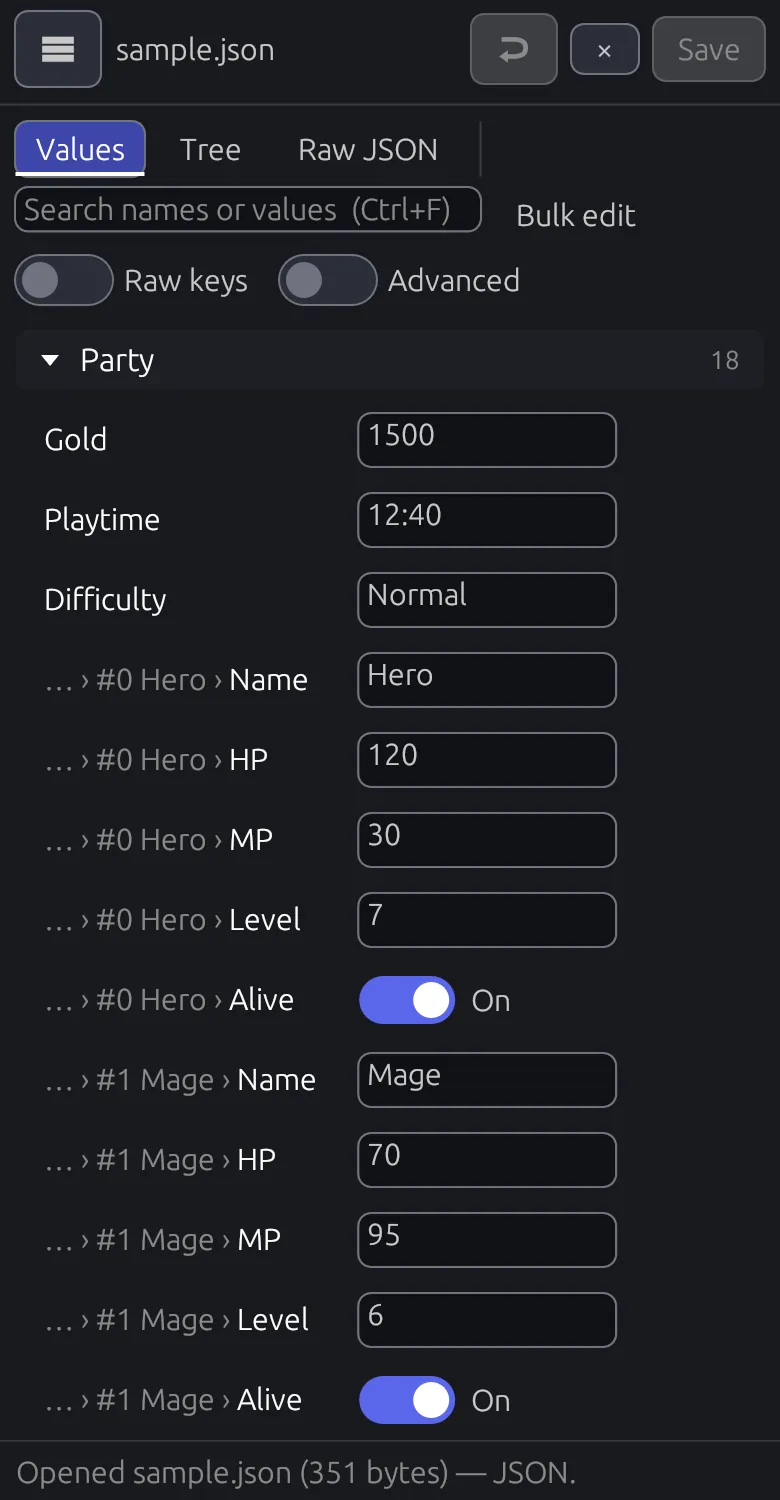 sample.json × Save
Values Tree Raw JSON
Search names or values (Ctrl+F) Bulk edit
Raw keys Advanced
Party 18
Gold 1500
Playtime 12:40
Difficulty Normal
… › #0 Hero › Name Hero
… › #0 Hero › HP 120
… › #0 Hero › MP 30
… › #0 Hero › Level 7
… › #0 Hero › Alive On
… › #1 Mage › Name Mage
… › #1 Mage › HP 70
… › #1 Mage › MP 95
… › #1 Mage › Level 6
… › #1 Mage › Alive On
Opened sample.json (351 bytes) — JSON.